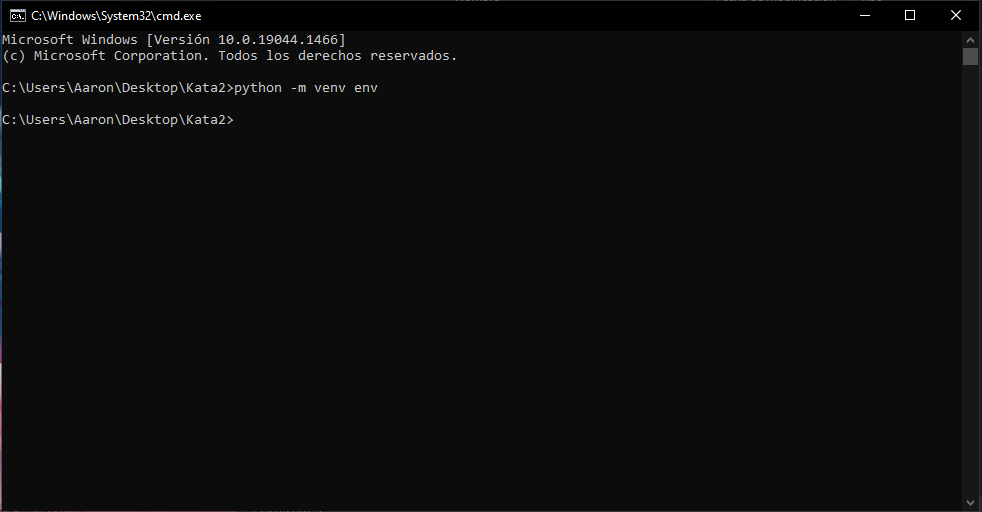 C:\Windows\System32\cmd.exe
Microsoft Windows [Versión 10.0.19044.1466]
(c) Microsoft Corporation. Todos los derechos reservados.
C:\Users\Aaron\Desktop\Kata2>python -m venv env
C:\Users\Aaron\Desktop\Kata2>